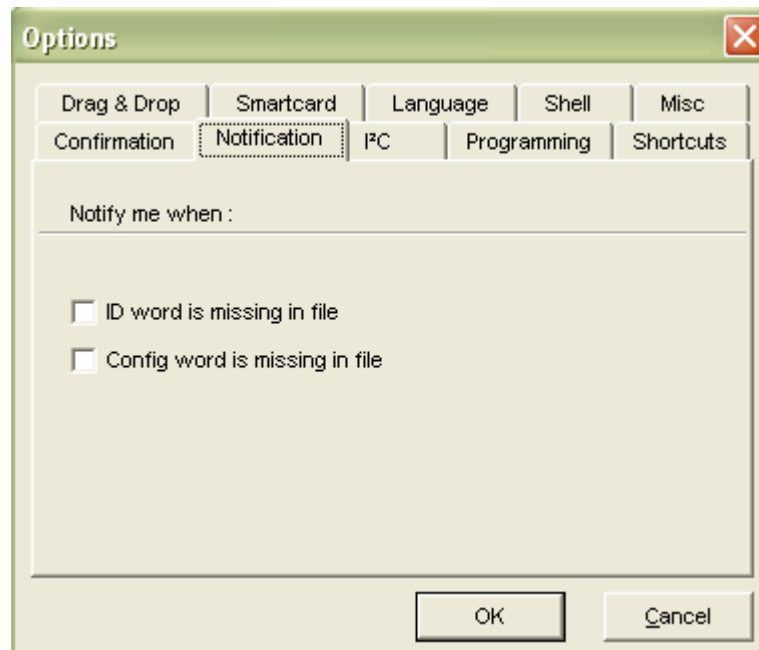 Options
Drag & Drop Smartcard Language Shell Misc
Confirmation Notification I²C Programming Shortcuts
Notify me when :
ID word is missing in file
Config word is missing in file
OK Cancel